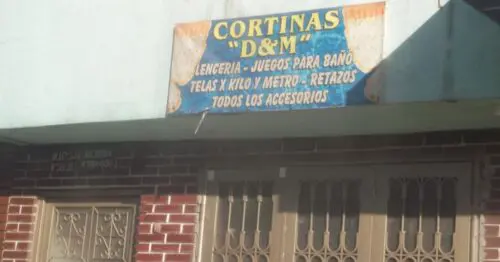 CORTINAS
"D&M"
LENCERIA - JUEGOS PARA BAÑO
TELAS X KILO Y METRO - RETAZOS
TODOS LOS ACCESORIOS